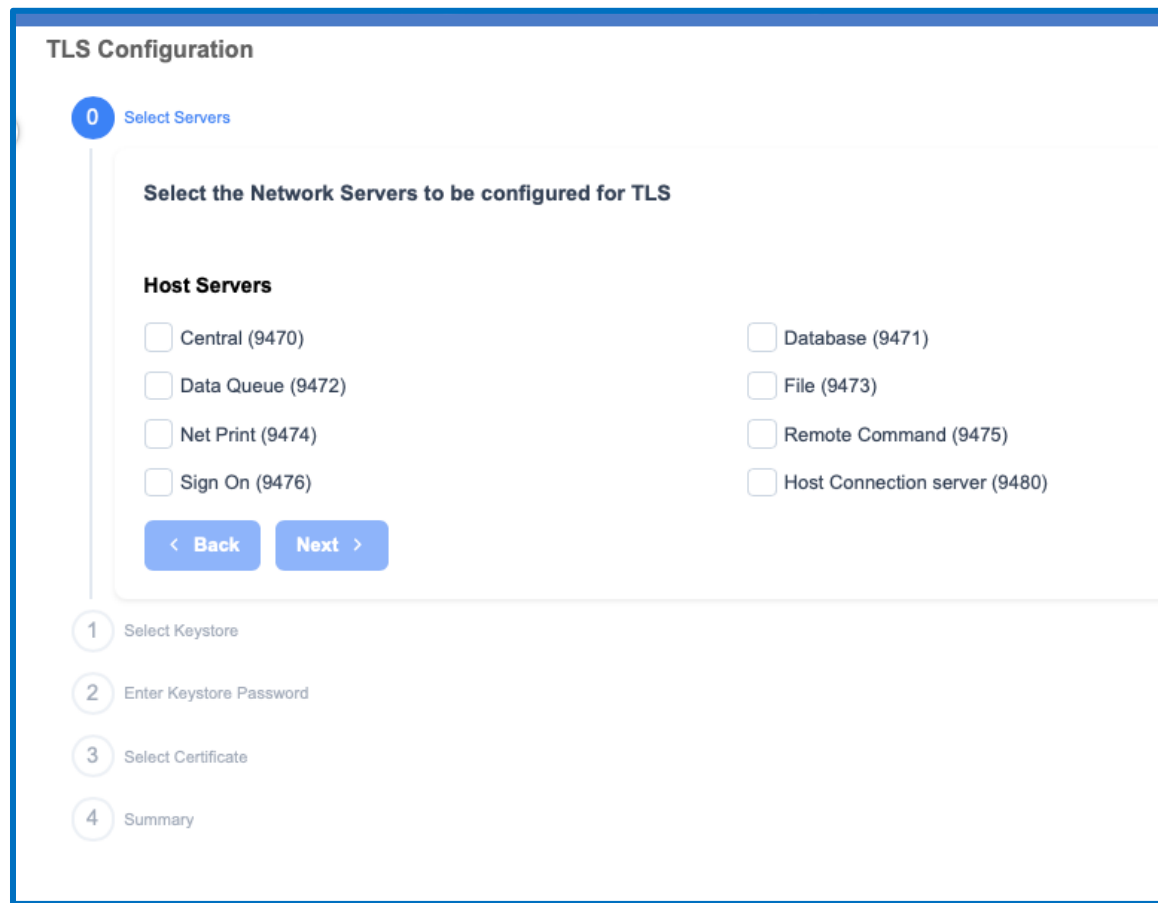 TLS Configuration
0 Select Servers
Select the Network Servers to be configured for TLS
Host Servers
Central (9470) Database (9471)
Data Queue (9472) File (9473)
Net Print (9474) Remote Command (9475)
Sign On (9476) Host Connection server (9480)
Back Next
1 Select Keystore
2 Enter Keystore Password
3 Select Certificate
4 Summary